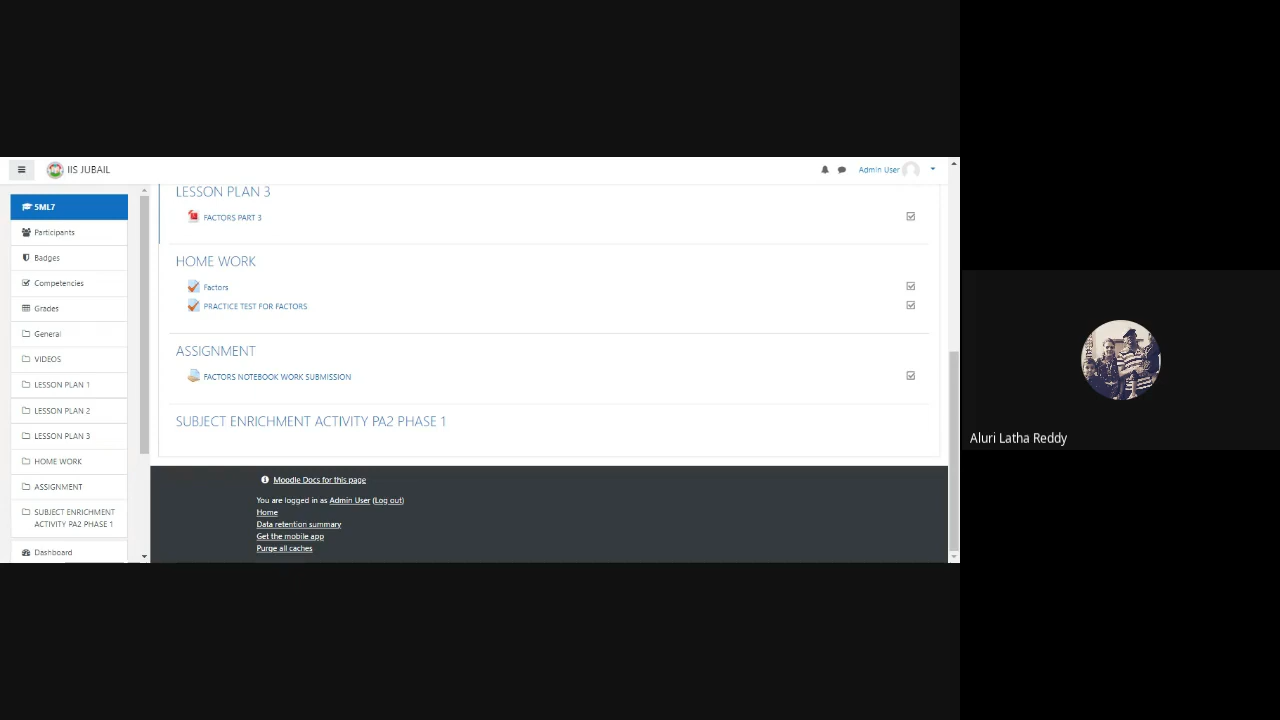 IIS JUBAIL
Admin User
5ML7
Participants
Badges
Competencies
Grades
General
VIDEOS
LESSON PLAN 1
LESSON PLAN 2
LESSON PLAN 3
HOME WORK
ASSIGNMENT
SUBJECT ENRICHMENT
ACTIVITY PA2 PHASE 1
Dashboard
LESSON PLAN 3
FACTORS PART 3
HOME WORK
Factors
PRACTICE TEST FOR FACTORS
ASSIGNMENT
FACTORS NOTEBOOK WORK SUBMISSION
SUBJECT ENRICHMENT ACTIVITY PA2 PHASE 1
Moodle Docs for this page
You are logged in as Admin User (Log out)
Home
Data retention summary
Get the mobile app
Purge all caches
Aluri Latha Reddy